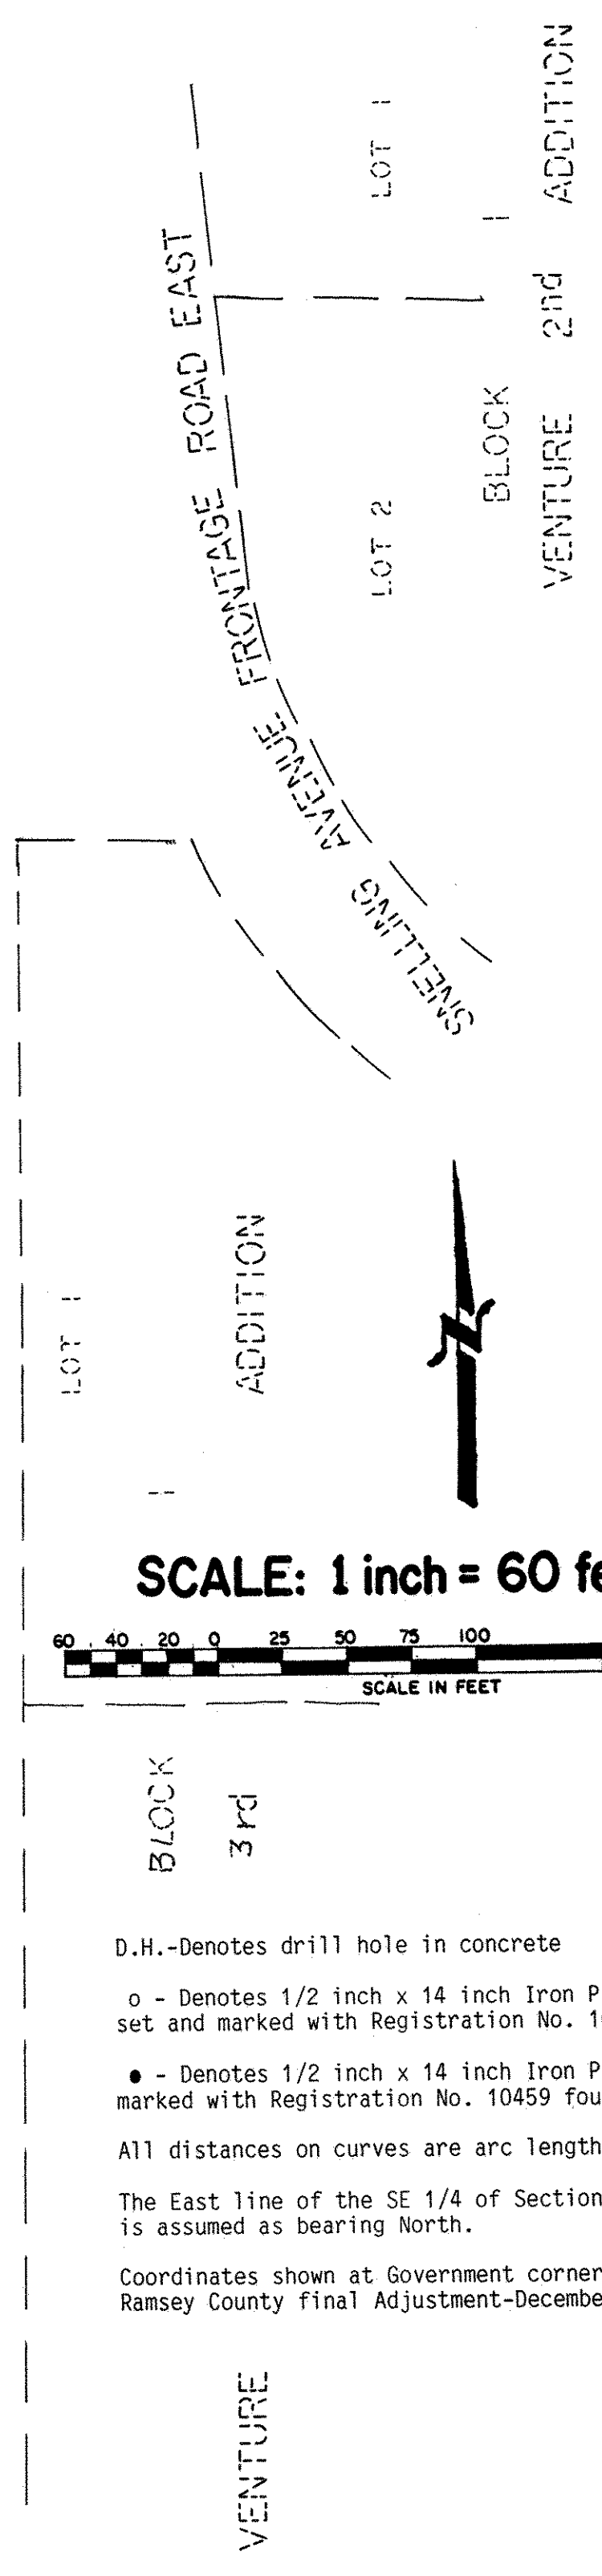 LOT 1
1
ADDITION
2nd
BLOCK
VENTURE
LOT 2
SNELLING AVENUE FRONTAGE ROAD EAST
LOT 1
ADDITION
1
N
SCALE: 1 inch = 60 fe
60 40 20 0 25 50 75 100
SCALE IN FEET
BLOCK
3rd
D.H.-Denotes drill hole in concrete
o - Denotes 1/2 inch x 14 inch Iron P
set and marked with Registration No. 1
● - Denotes 1/2 inch x 14 inch Iron P
marked with Registration No. 10459 fou
All distances on curves are arc length
The East line of the SE 1/4 of Section
is assumed as bearing North.
Coordinates shown at Government corner
Ramsey County final Adjustment-Decembe
VENTURE